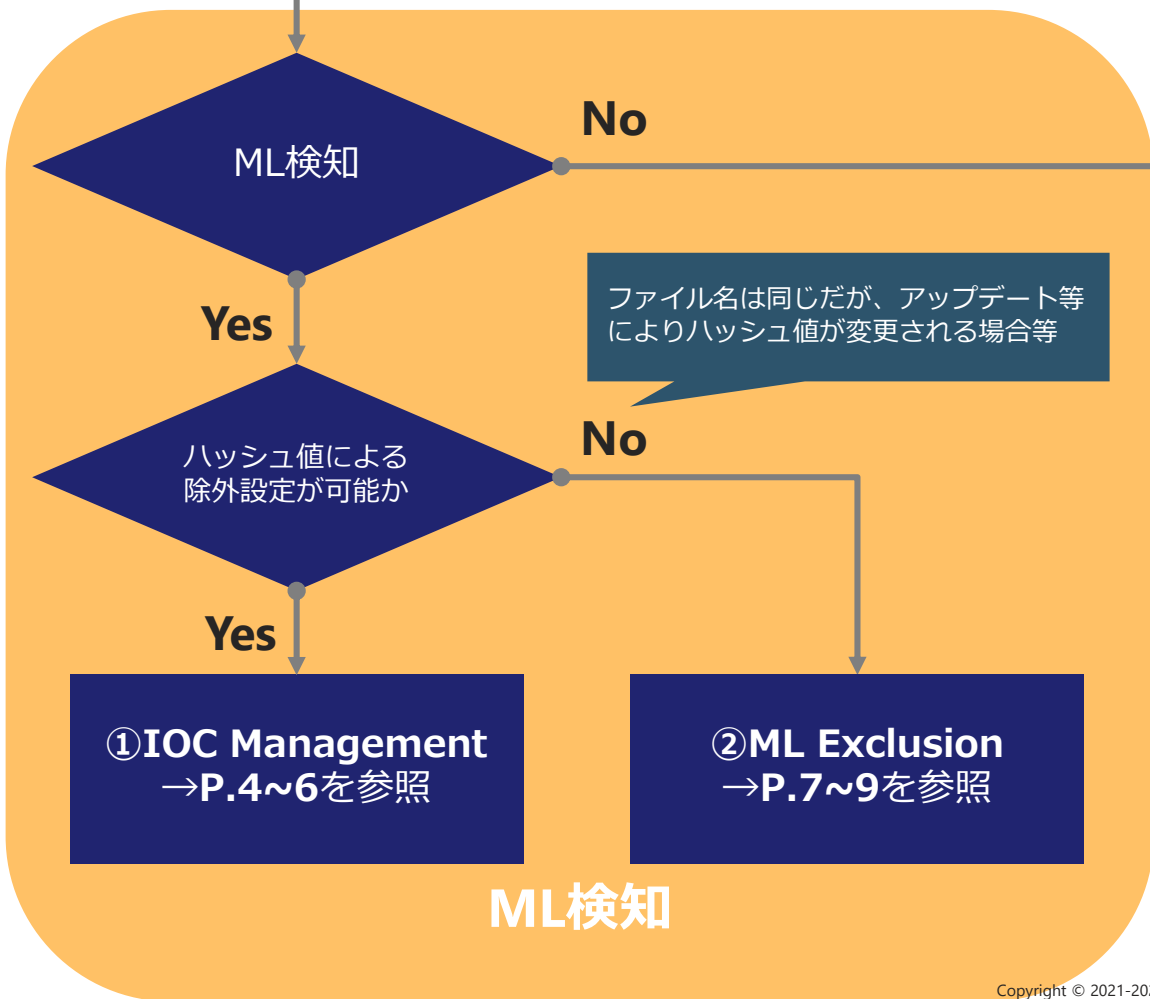 ML検知
No
ファイル名は同じだが、アップデート等
によりハッシュ値が変更される場合等
Yes
ハッシュ値による
除外設定が可能か
No
Yes
①IOC Management
→P.4~6を参照
②ML Exclusion
→P.7~9を参照
ML検知
Copyright © 2021-202